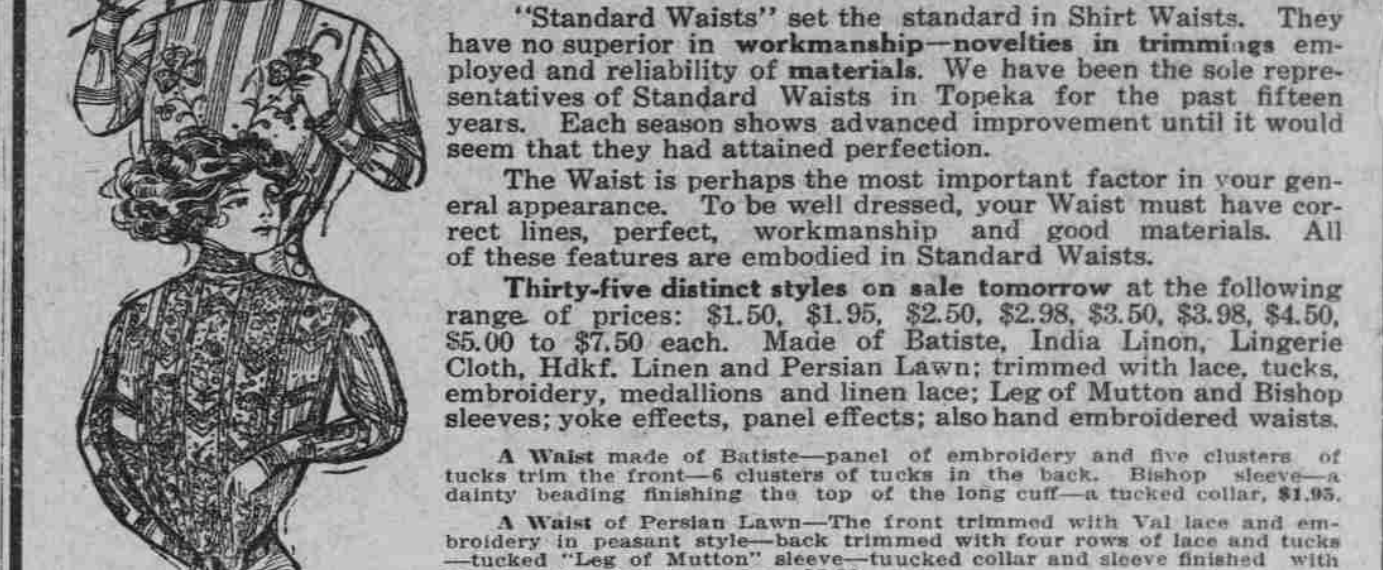 "Standard Waists" set the standard in Shirt Waists. They
have no superior in workmanship—novelties in trimmings em-
ployed and reliability of materials. We have been the sole repre-
sentatives of Standard Waists in Topeka for the past fifteen
years. Each season shows advanced improvement until it would
seem that they had attained perfection.
The Waist is perhaps the most important factor in your gen-
eral appearance. To be well dressed, your Waist must have cor-
rect lines, perfect, workmanship and good materials. All
of these features are embodied in Standard Waists.
Thirty-five distinct styles on sale tomorrow at the following
range of prices: $1.50, $1.95, $2.50, $2.98, $3.50, $3.98, $4.50,
$5.00 to $7.50 each. Made of Batiste, India Linon, Lingerie
Cloth, Hdkf. Linen and Persian Lawn; trimmed with lace, tucks,
embroidery, medallions and linen lace; Leg of Mutton and Bishop
sleeves; yoke effects, panel effects; also hand embroidered waists.
A Waist made of Batiste—panel of embroidery and five clusters of
tucks trim the front—6 clusters of tucks in the back. Bishop sleeve—a
dainty beading finishing the top of the long cuff—a tucked collar, $1.95.
A Waist of Persian Lawn—The front trimmed with Val lace and em-
broidery in peasant style—back trimmed with four rows of lace and tucks
—tucked "Leg of Mutton" sleeve—tuucked collar and sleeve finished with